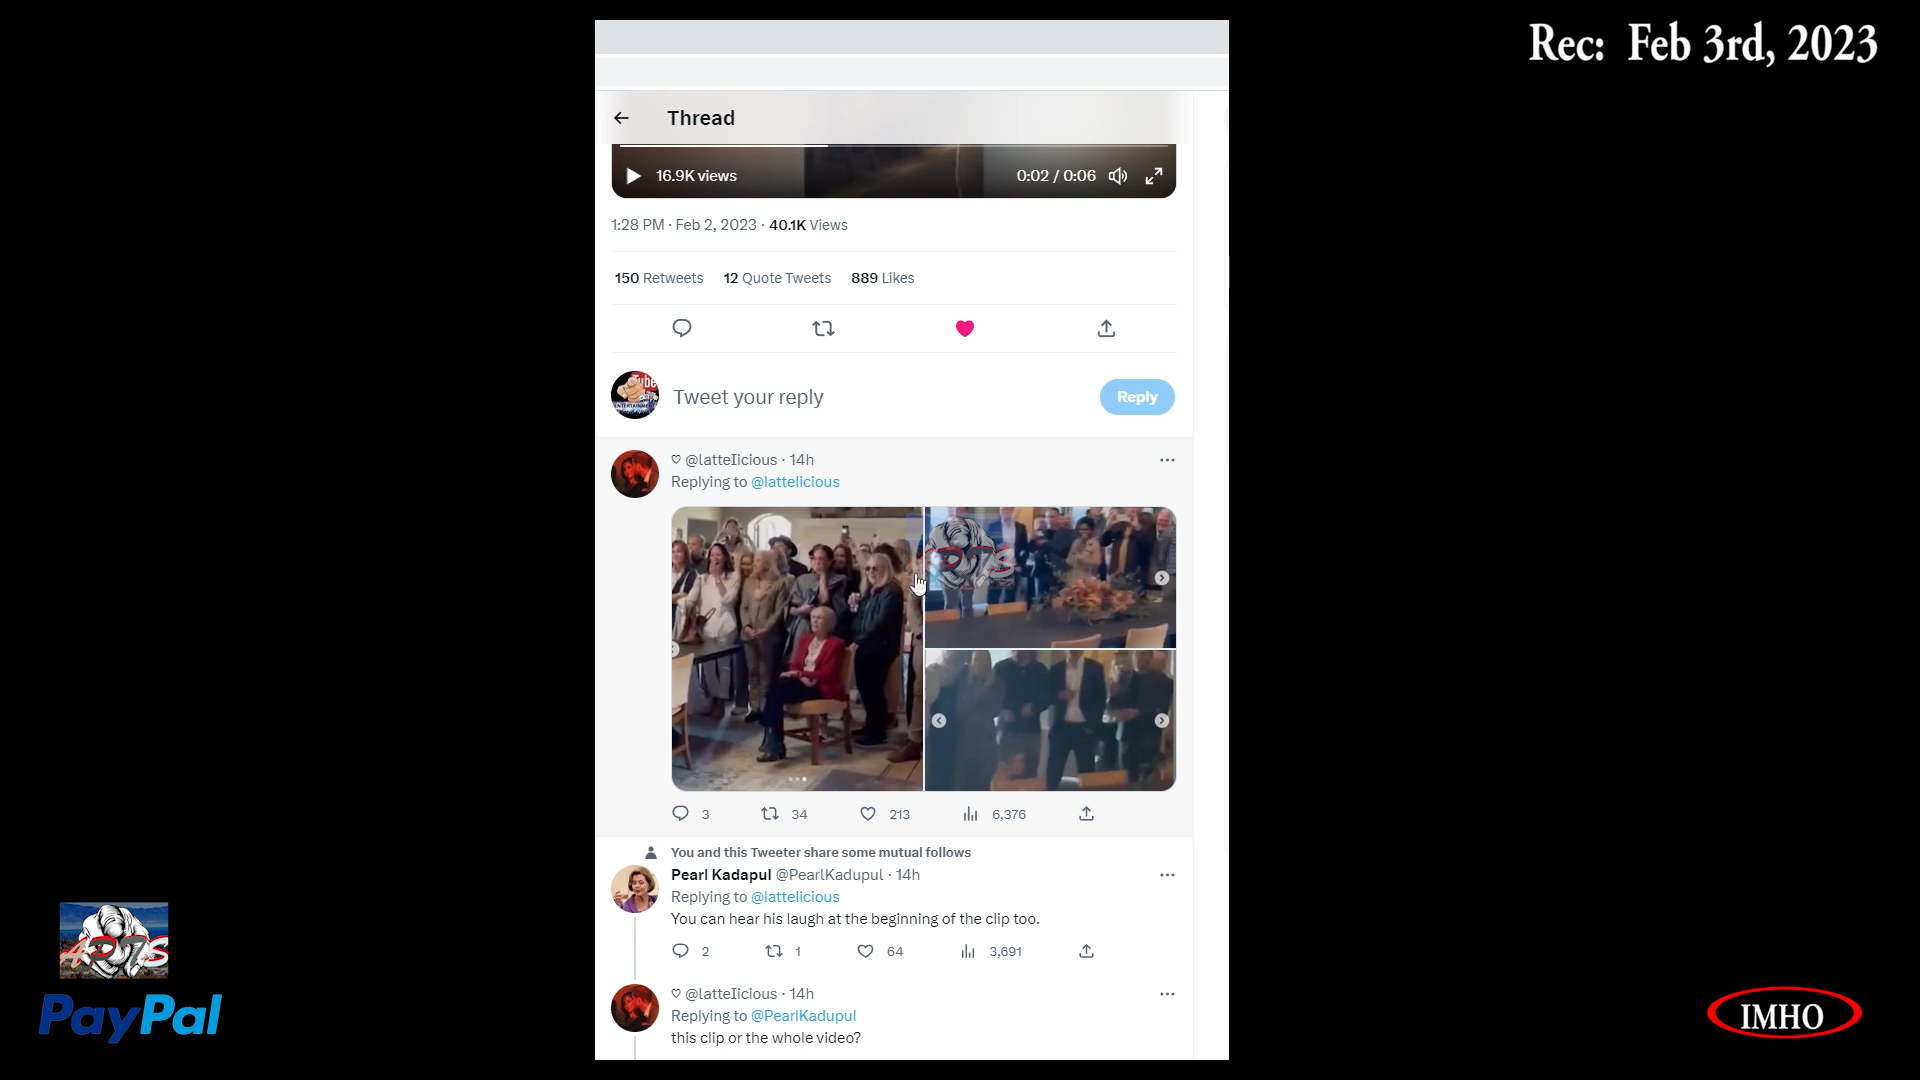 Rec: Feb 3rd, 2023
Thread
16.9K views
0:02 / 0:06
1:28 PM · Feb 2, 2023 · 40.1K Views
150 Retweets 12 Quote Tweets 889 Likes
Tweet your reply
Reply
♡ @latteIicious · 14h
Replying to @lattelicious
3 34 213 6,376
You and this Tweeter share some mutual follows
Pearl Kadapul @PearlKadupul · 14h
Replying to @lattelicious
You can hear his laugh at the beginning of the clip too.
2 1 64 3,691
♡ @latteIicious · 14h
Replying to @PearlKadupul
this clip or the whole video?
PayPal
IMHO